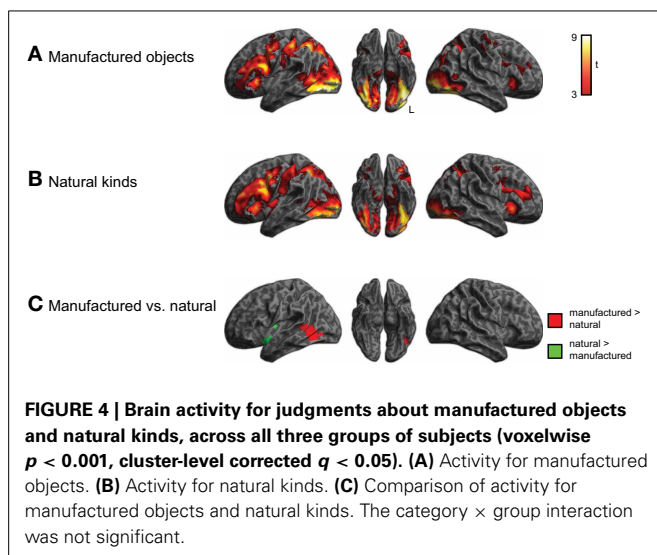 A Manufactured objects
9
t
3
L
B Natural kinds
C Manufactured vs. natural
manufactured >
natural
natural >
manufactured
FIGURE 4 | Brain activity for judgments about manufactured objects
and natural kinds, across all three groups of subjects (voxelwise
p < 0.001, cluster-level corrected q < 0.05). (A) Activity for manufactured
objects. (B) Activity for natural kinds. (C) Comparison of activity for
manufactured objects and natural kinds. The category × group interaction
was not significant.